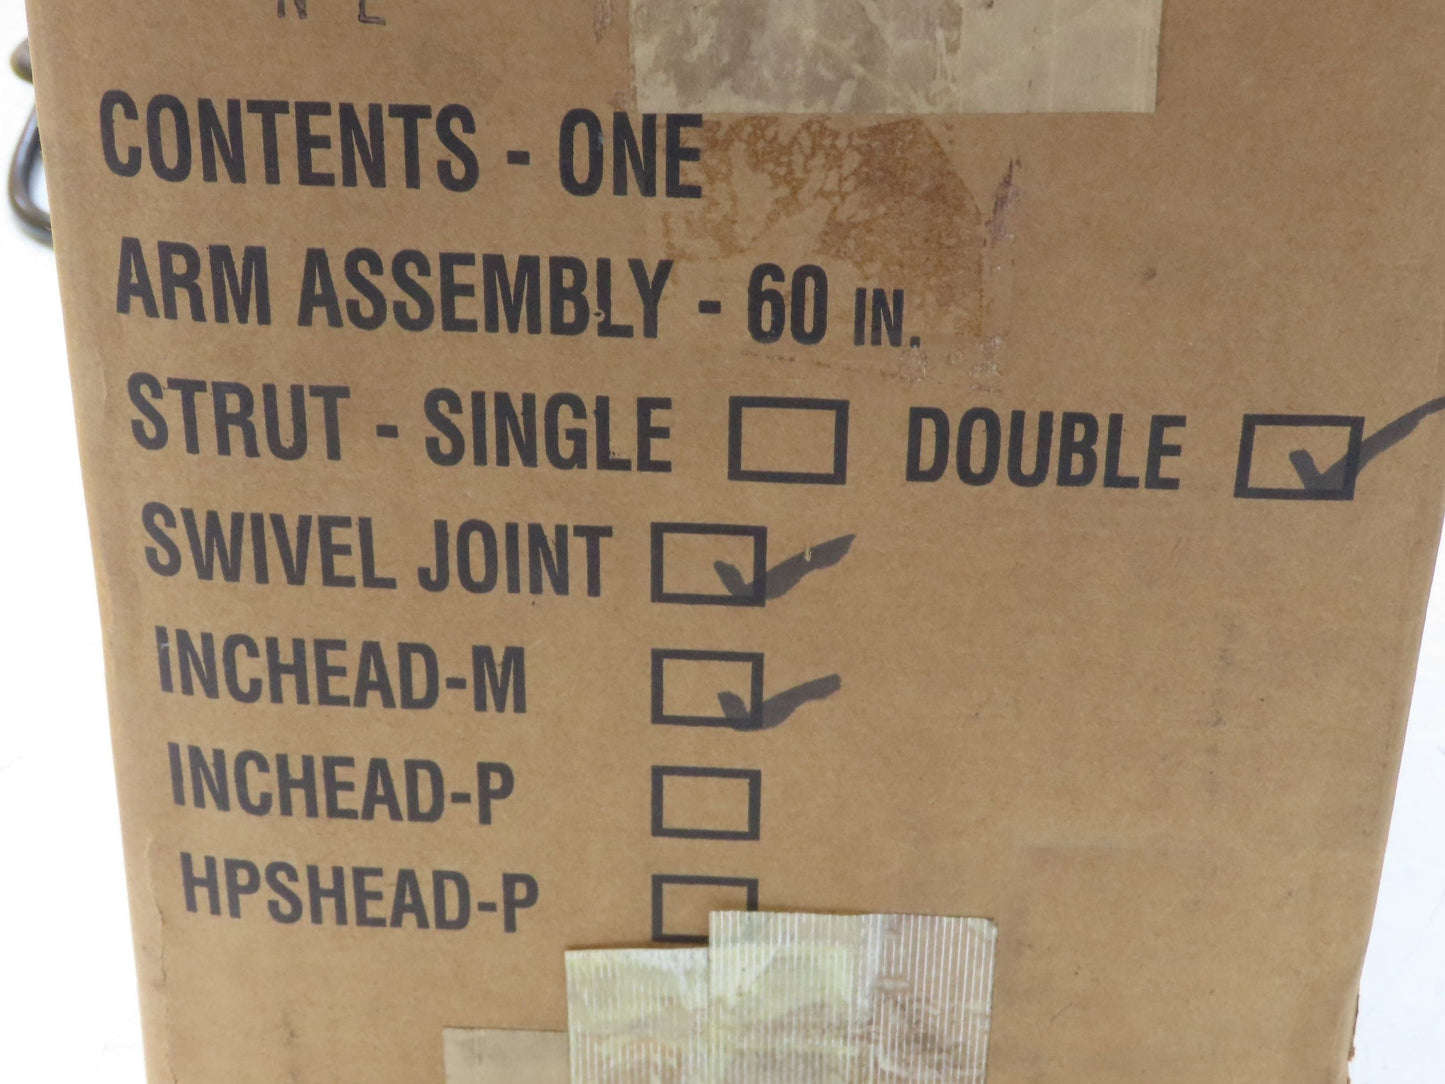 CONTENTS - ONE
ARM ASSEMBLY - 60 IN.
STRUT - SINGLE DOUBLE
SWIVEL JOINT
INCHEAD-M
INCHEAD-P
HPSHEAD-P